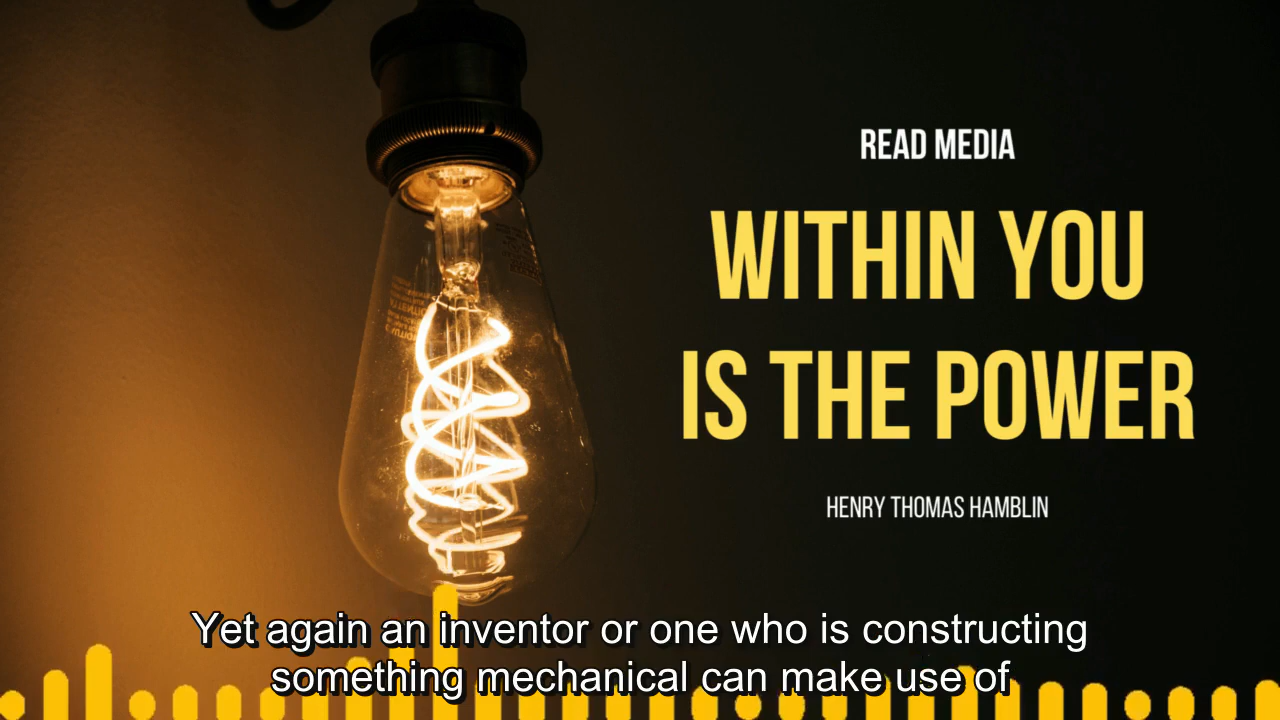 READ MEDIA
WITHIN YOU
IS THE POWER
HENRY THOMAS HAMBLIN
Yet again an inventor or one who is constructing
something mechanical can make use of